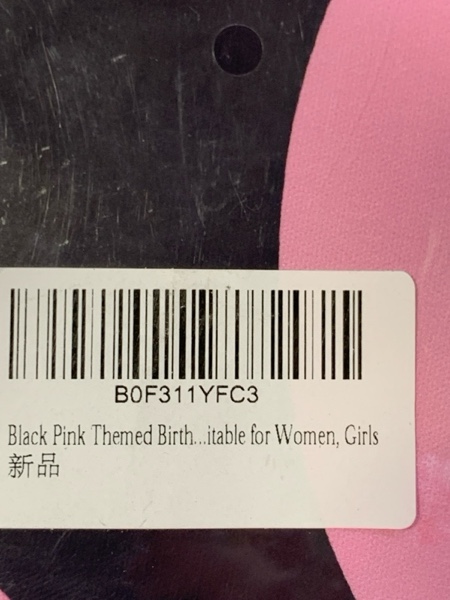 B0F311YFC3
Black Pink Themed Birth...itable for Women, Girls
新品